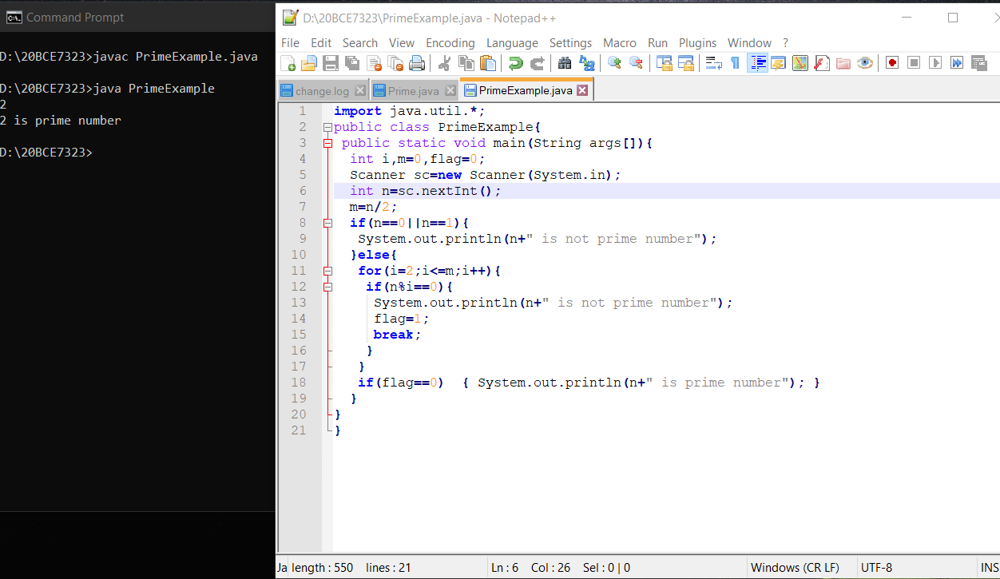 Command Prompt
D:\20BCE7323>javac PrimeExample.java
D:\20BCE7323>java PrimeExample
2
2 is prime number
D:\20BCE7323>
D:\20BCE7323\PrimeExample.java - Notepad++
File Edit Search View Encoding Language Settings Macro Run Plugins Window ?
change.log Prime.java PrimeExample.java
1 import java.util.*;
2 public class PrimeExample{
3 public static void main(String args[]){
4 int i,m=0,flag=0;
5 Scanner sc=new Scanner(System.in);
6 int n=sc.nextInt();
7 m=n/2;
8 if(n==0||n==1){
9 System.out.println(n+" is not prime number");
10 }else{
11 for(i=2;i<=m;i++){
12 if(n%i==0){
13 System.out.println(n+" is not prime number");
14 flag=1;
15 break;
16 }
17 }
18 if(flag==0)  { System.out.println(n+" is prime number"); }
19 }
20 }
21 }
Ja length : 550 lines : 21 Ln : 6 Col : 26 Sel : 0 | 0 Windows (CR LF) UTF-8 INS